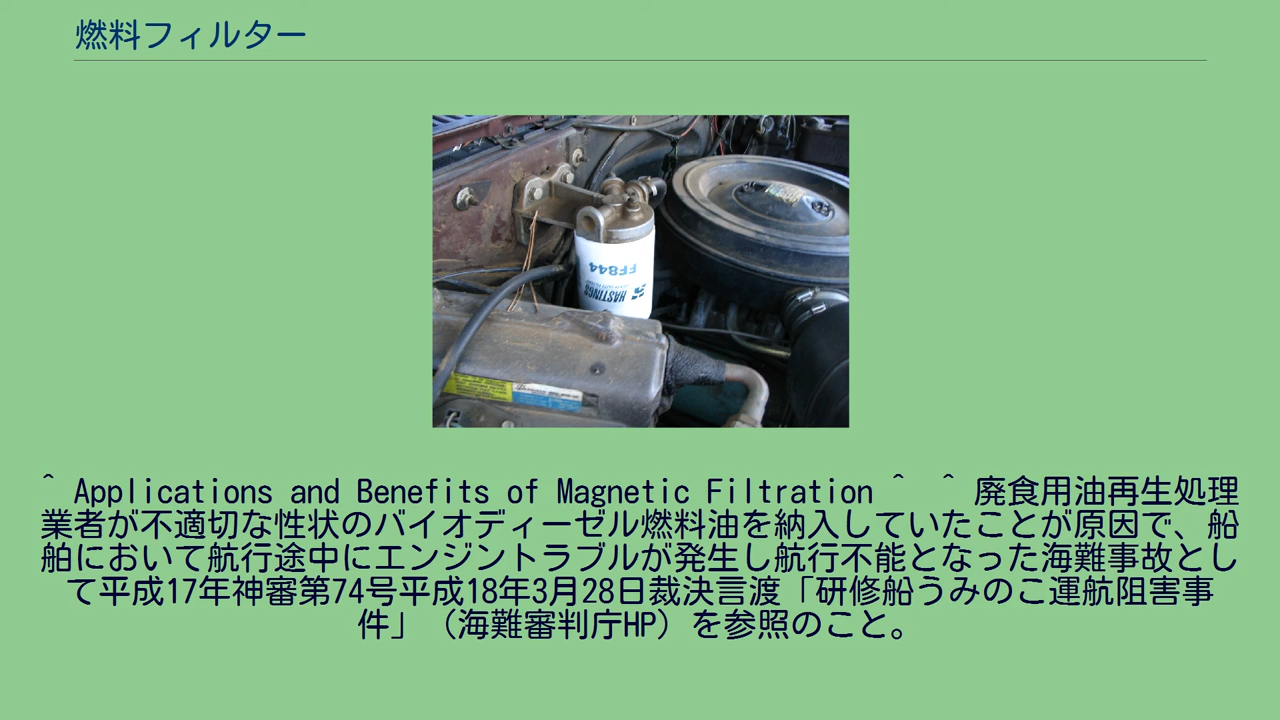 燃料フィルター
FF844
HASTINGS
^ Applications and Benefits of Magnetic Filtration ^ ^ 廃食用油再生処理
業者が不適切な性状のバイオディーゼル燃料油を納入していたことが原因で、船
舶において航行途中にエンジントラブルが発生し航行不能となった海難事故とし
て平成17年神審第74号平成18年3月28日裁決言渡「研修船うみのこ運航阻害事
件」（海難審判庁HP）を参照のこと。